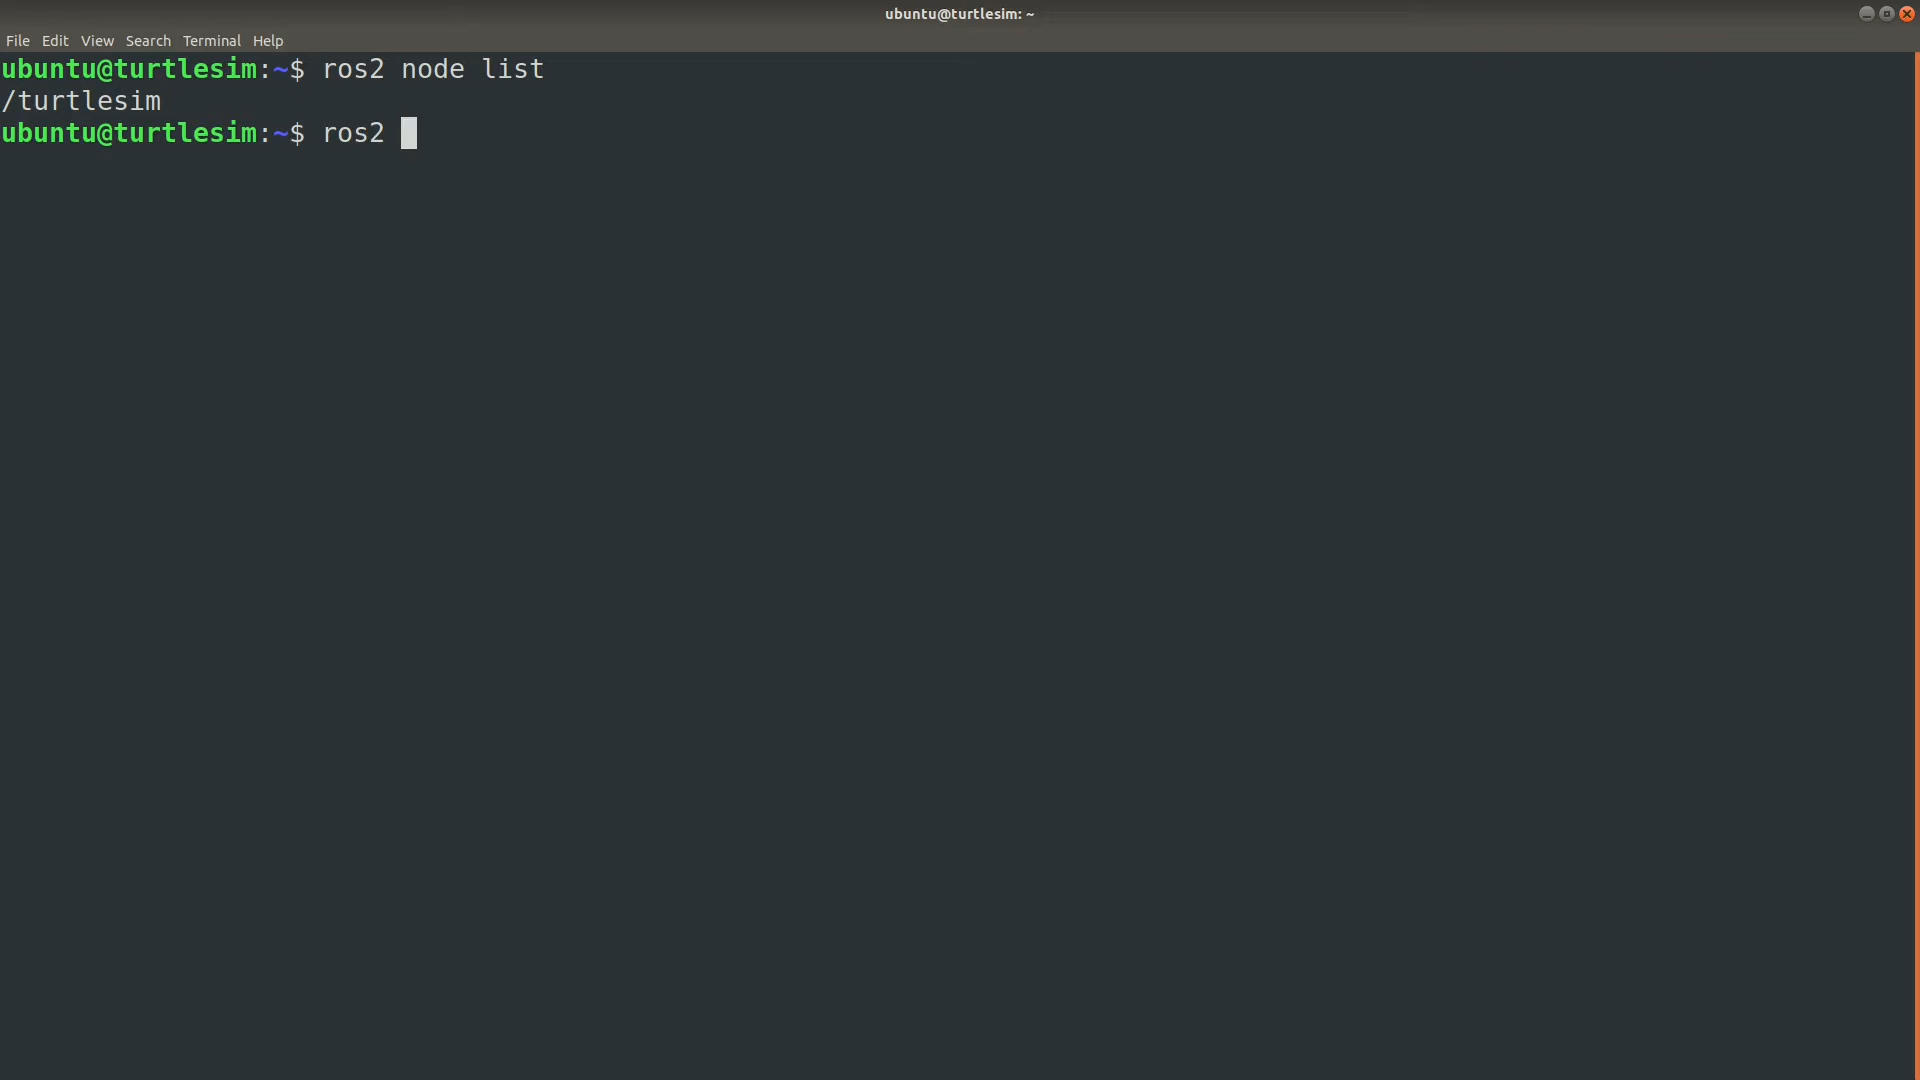 ubuntu@turtlesim: ~
File Edit View Search Terminal Help
ubuntu@turtlesim:~$ ros2 node list
/turtlesim
ubuntu@turtlesim:~$ ros2